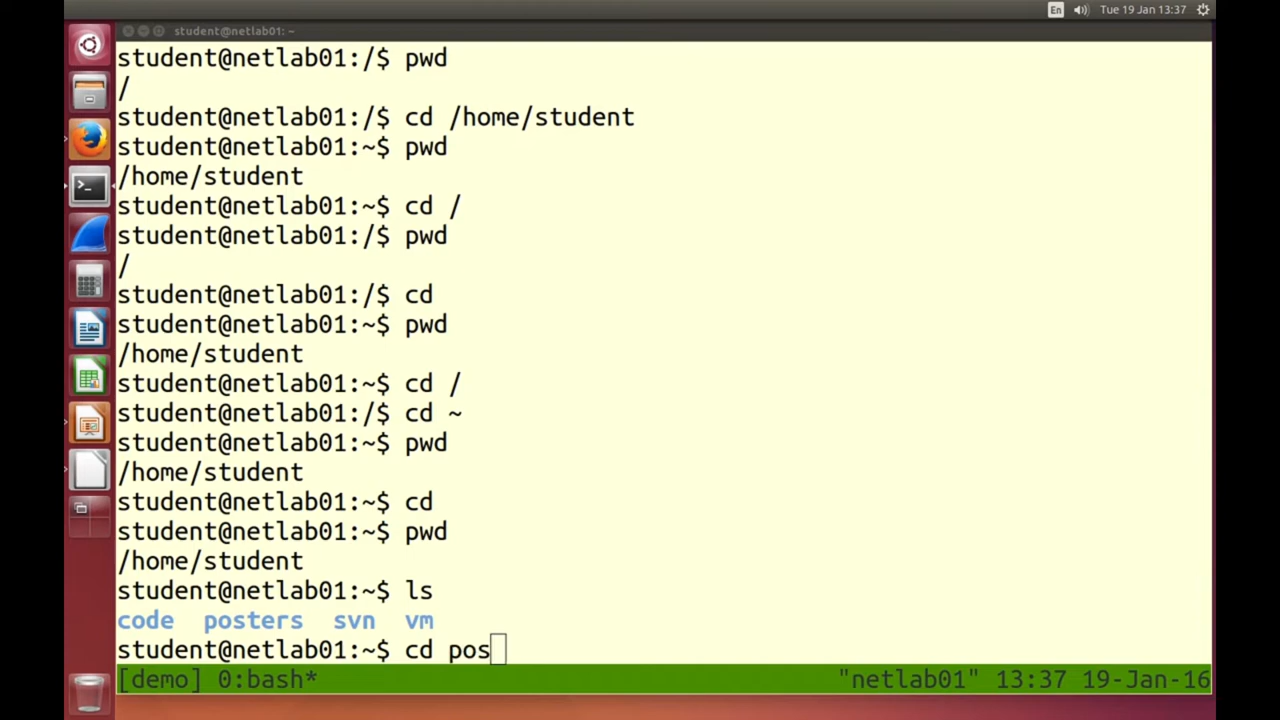 En Tue 19 Jan 13:37
student@netlab01: ~
student@netlab01:/$ pwd
/
student@netlab01:/$ cd /home/student
student@netlab01:~$ pwd
/home/student
student@netlab01:~$ cd /
student@netlab01:/$ pwd
/
student@netlab01:/$ cd
student@netlab01:~$ pwd
/home/student
student@netlab01:~$ cd /
student@netlab01:/$ cd ~
student@netlab01:~$ pwd
/home/student
student@netlab01:~$ cd
student@netlab01:~$ pwd
/home/student
student@netlab01:~$ ls
code posters svn vm
student@netlab01:~$ cd pos
[demo] 0:bash* "netlab01" 13:37 19-Jan-16